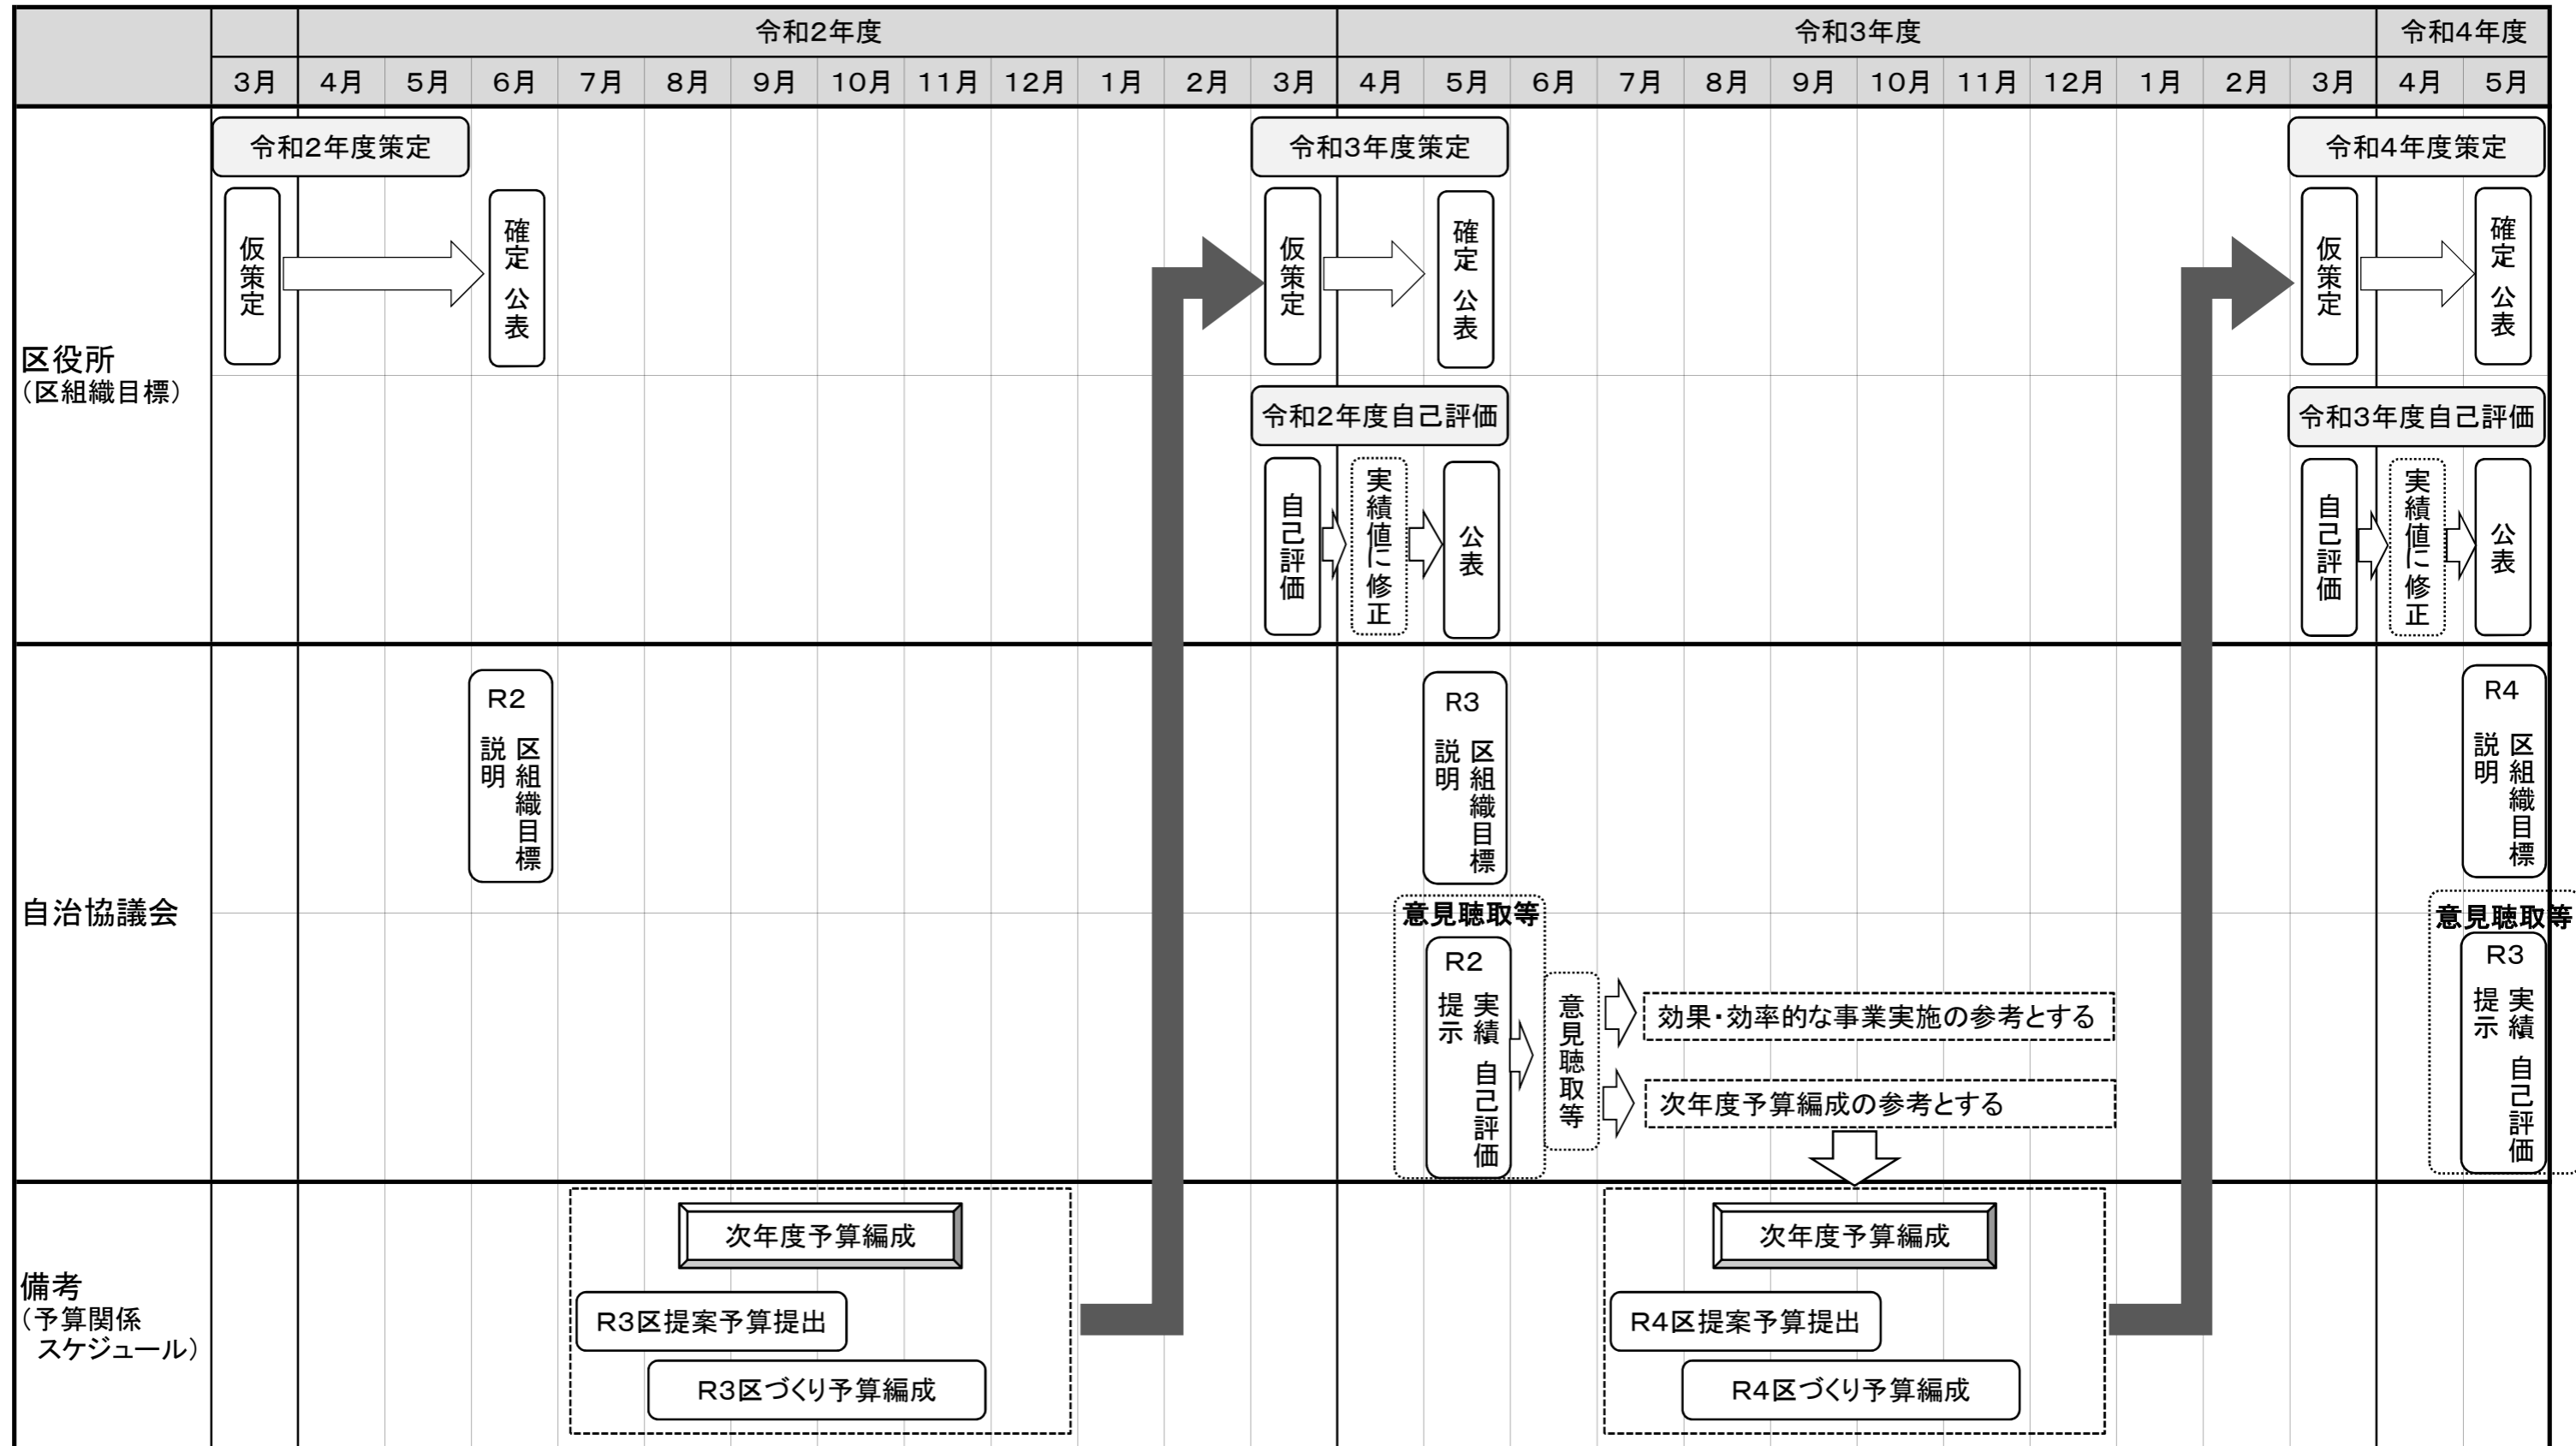 令和2年度
令和3年度
令和4年度
3月 4月 5月 6月 7月 8月 9月 10月 11月 12月 1月 2月 3月 4月 5月 6月 7月 8月 9月 10月 11月 12月 1月 2月 3月 4月 5月
区役所
（区組織目標）
令和2年度策定
仮策定
確定・公表
令和3年度策定
仮策定
確定・公表
令和4年度策定
仮策定
確定・公表
令和2年度自己評価
自己評価
実績値に修正
公表
令和3年度自己評価
自己評価
実績値に修正
公表
自治協議会
R2
区組織目標
説明
R3
区組織目標
説明
R4
区組織目標
説明
意見聴取等
R2
実績・自己評価
提示
意見聴取等
効果・効率的な事業実施の参考とする
次年度予算編成の参考とする
意見聴取等
R3
実績・自己評価
提示
備考
（予算関係
スケジュール）
次年度予算編成
R3区提案予算提出
R3区づくり予算編成
次年度予算編成
R4区提案予算提出
R4区づくり予算編成